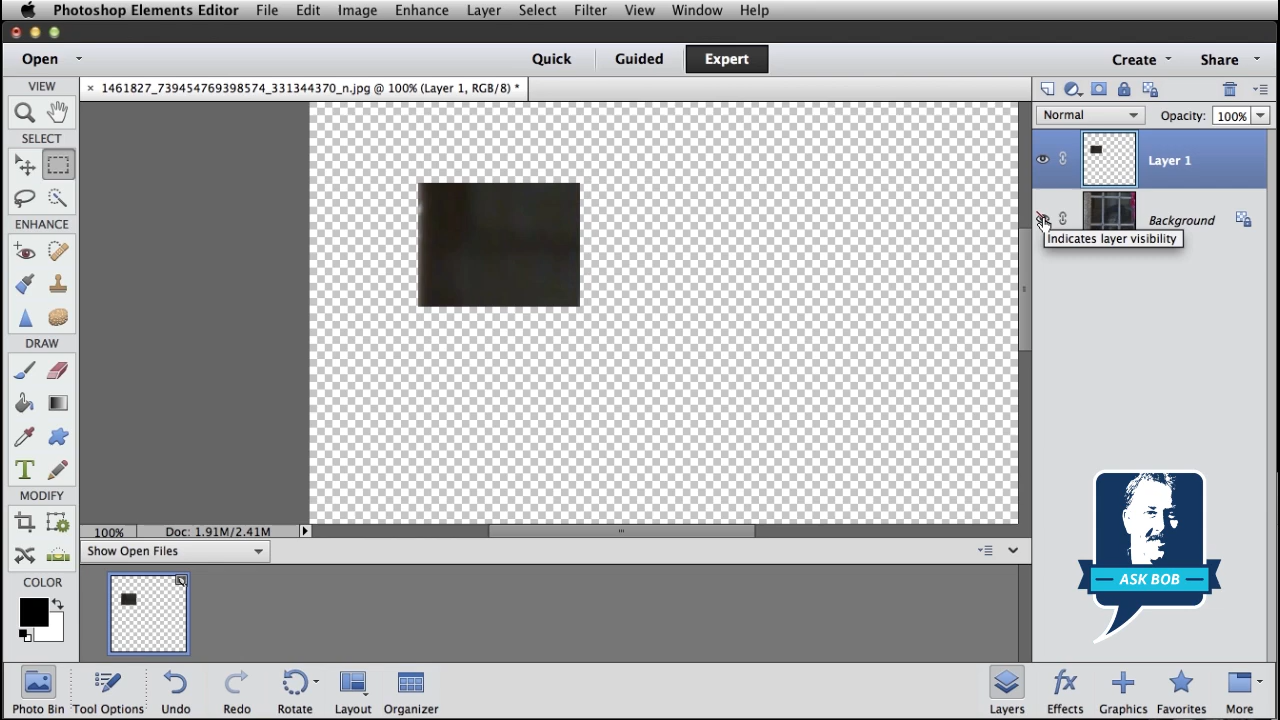 Photoshop Elements Editor File Edit Image Enhance Layer Select Filter View Window Help
Open Quick Guided Expert Create Share
VIEW
× 1461827_739454769398574_331344370_n.jpg @ 100% (Layer 1, RGB/8) *
Normal Opacity: 100%
SELECT
Layer 1
Background
Indicates layer visibility
ENHANCE
DRAW
T
MODIFY
100% Doc: 1.91M/2.41M
Show Open Files
COLOR
ASK BOB
Photo Bin Tool Options Undo Redo Rotate Layout Organizer Layers fx Effects Graphics Favorites More